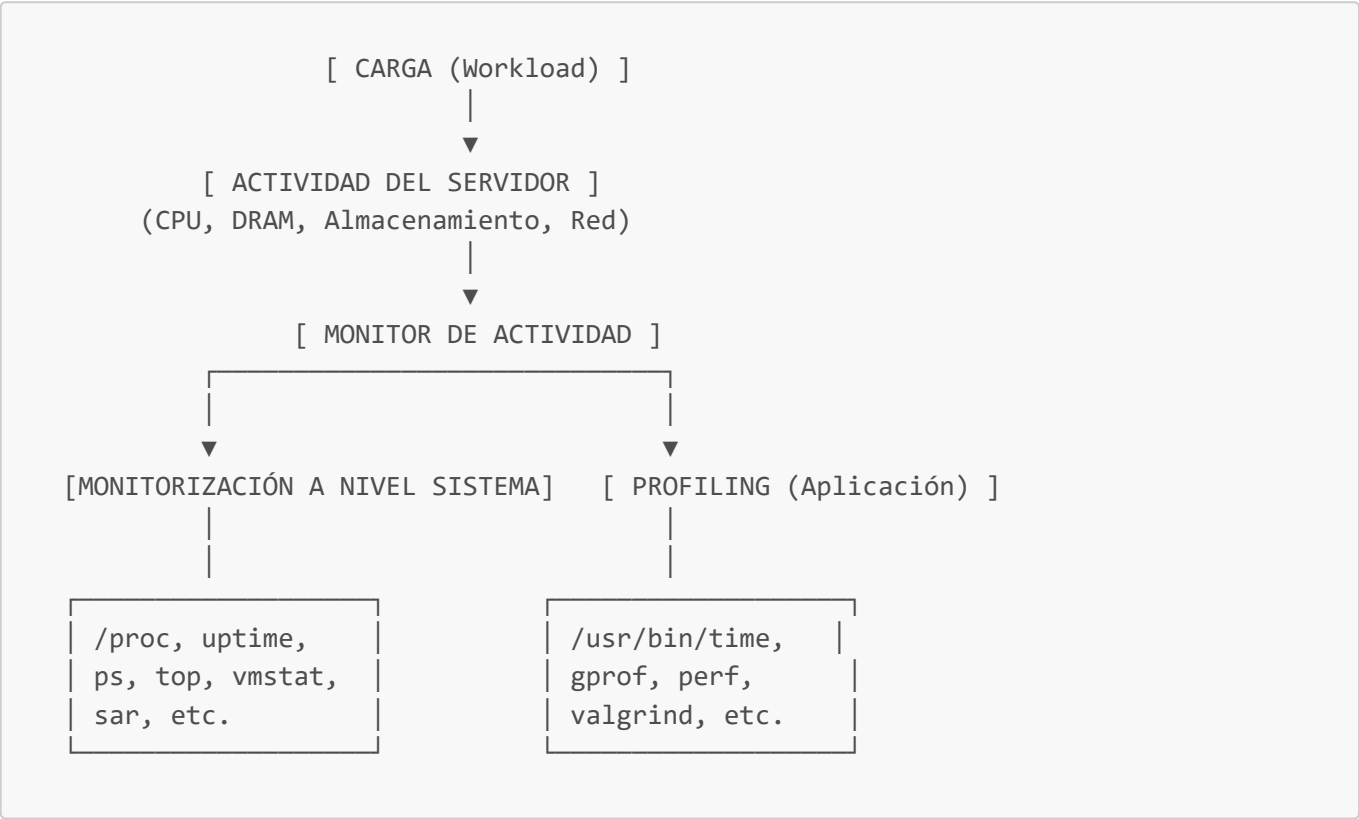 [ CARGA (Workload) ]
[ ACTIVIDAD DEL SERVIDOR ]
(CPU, DRAM, Almacenamiento, Red)
[ MONITOR DE ACTIVIDAD ]
[MONITORIZACIÓN A NIVEL SISTEMA] [ PROFILING (Aplicación) ]
/proc, uptime,
ps, top, vmstat,
sar, etc.
/usr/bin/time,
gprof, perf,
valgrind, etc.